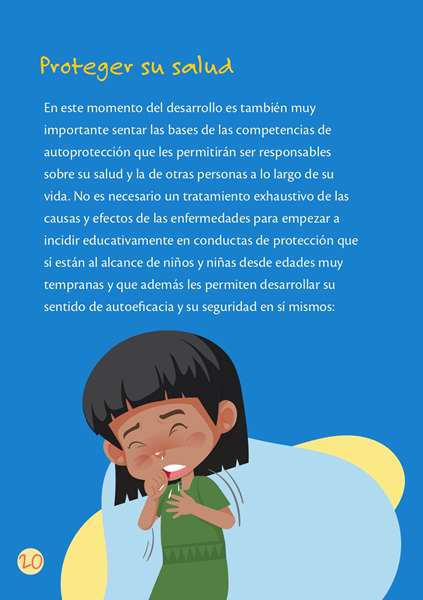 Proteger su salud
En este momento del desarrollo es también muy
importante sentar las bases de las competencias de
autoprotección que les permitirán ser responsables
sobre su salud y la de otras personas a lo largo de su
vida. No es necesario un tratamiento exhaustivo de las
causas y efectos de las enfermedades para empezar a
incidir educativamente en conductas de protección que
sí están al alcance de niños y niñas desde edades muy
tempranas y que además les permiten desarrollar su
sentido de autoeficacia y su seguridad en sí mismos:
20